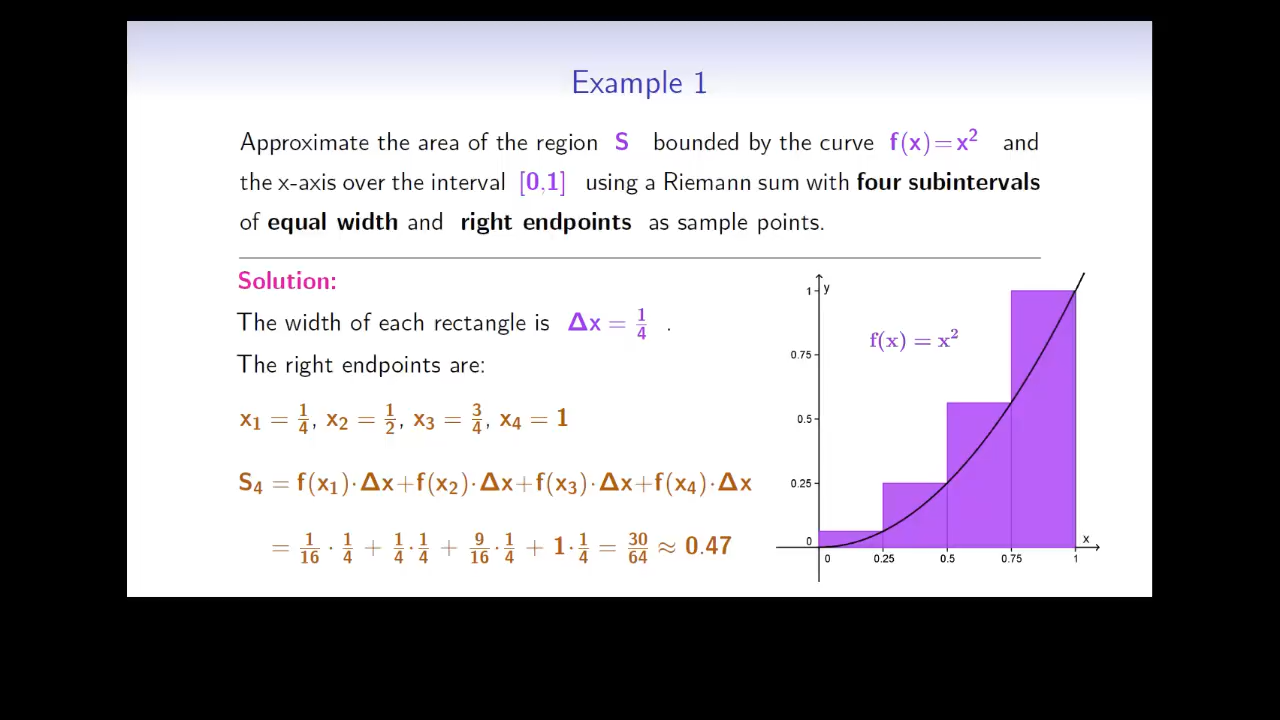 Example 1
Approximate the area of the region S bounded by the curve f(x)=x² and
the x-axis over the interval [0,1] using a Riemann sum with four subintervals
of equal width and right endpoints as sample points.
Solution:
The width of each rectangle is Δx = 1/4 .
The right endpoints are:
x₁ = 1/4, x₂ = 1/2, x₃ = 3/4, x₄ = 1
S₄ = f(x₁)·Δx+f(x₂)·Δx+f(x₃)·Δx+f(x₄)·Δx
= 1/16 · 1/4 + 1/4·1/4 + 9/16·1/4 + 1·1/4 = 30/64 ≈ 0.47
y
1
f(x) = x²
0.75
0.5
0.25
0
x
0 0.25 0.5 0.75 1